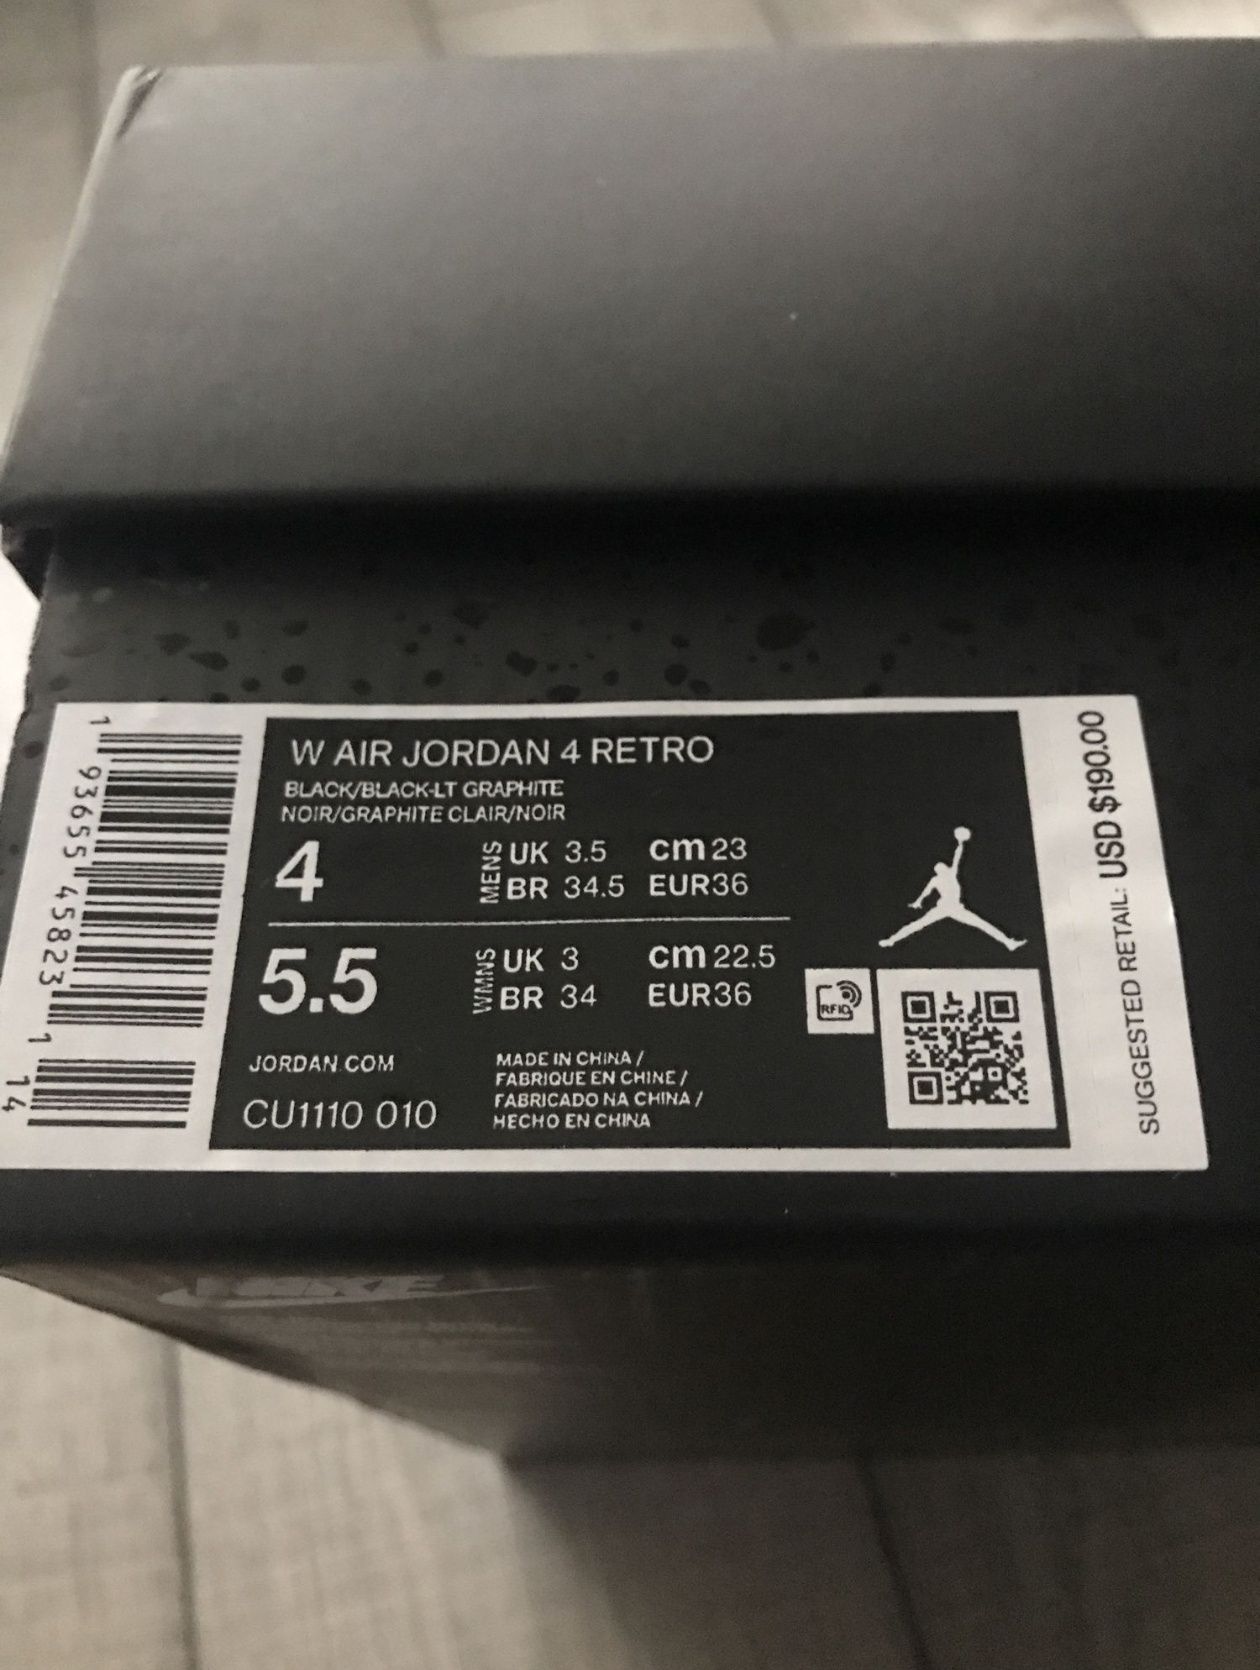 W AIR JORDAN 4 RETRO
BLACK/BLACK-LT GRAPHITE
NOIR/GRAPHITE CLAIR/NOIR
4 MENS UK 3.5 cm 23
BR 34.5 EUR36
5.5 WMNS UK 3 cm 22.5
BR 34 EUR36
RFID
JORDAN.COM
CU1110 010
MADE IN CHINA /
FABRIQUE EN CHINE /
FABRICADO NA CHINA /
HECHO EN CHINA
SUGGESTED RETAIL: USD $190.00
1 93655 45823 1 14
NIKE